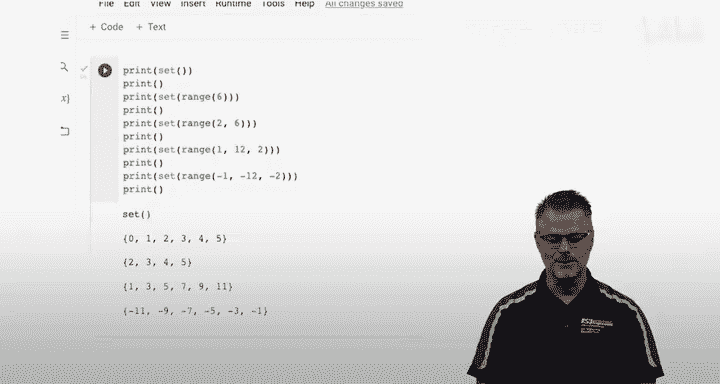 File Edit View Insert Runtime Tools Help All changes saved
+ Code + Text
print(set())
print()
print(set(range(6)))
print()
print(set(range(2, 6)))
print()
print(set(range(1, 12, 2)))
print()
print(set(range(-1, -12, -2)))
print()
set()
{0, 1, 2, 3, 4, 5}
{2, 3, 4, 5}
{1, 3, 5, 7, 9, 11}
{-11, -9, -7, -5, -3, -1}